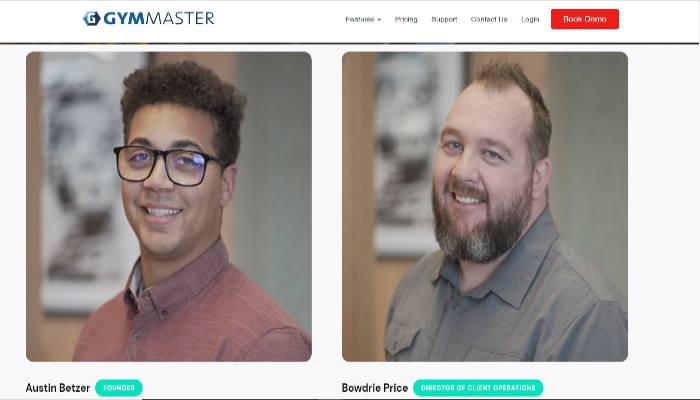 GYMMASTER
Features Pricing Support Contact Us Login Book Demo
Austin Betzer FOUNDER
Bowdrie Price DIRECTOR OF CLIENT OPERATIONS